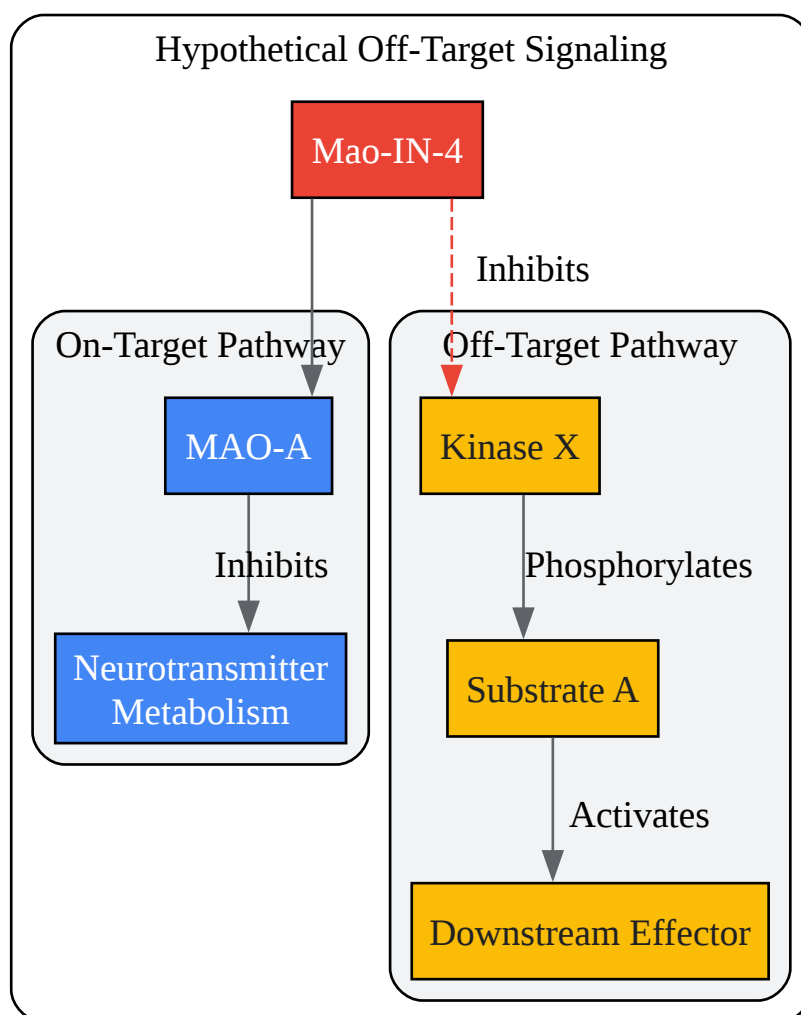 Hypothetical Off-Target Signaling
Mao-IN-4
Inhibits
On-Target Pathway
Off-Target Pathway
MAO-A
Kinase X
Inhibits
Phosphorylates
Neurotransmitter
Metabolism
Substrate A
Activates
Downstream Effector